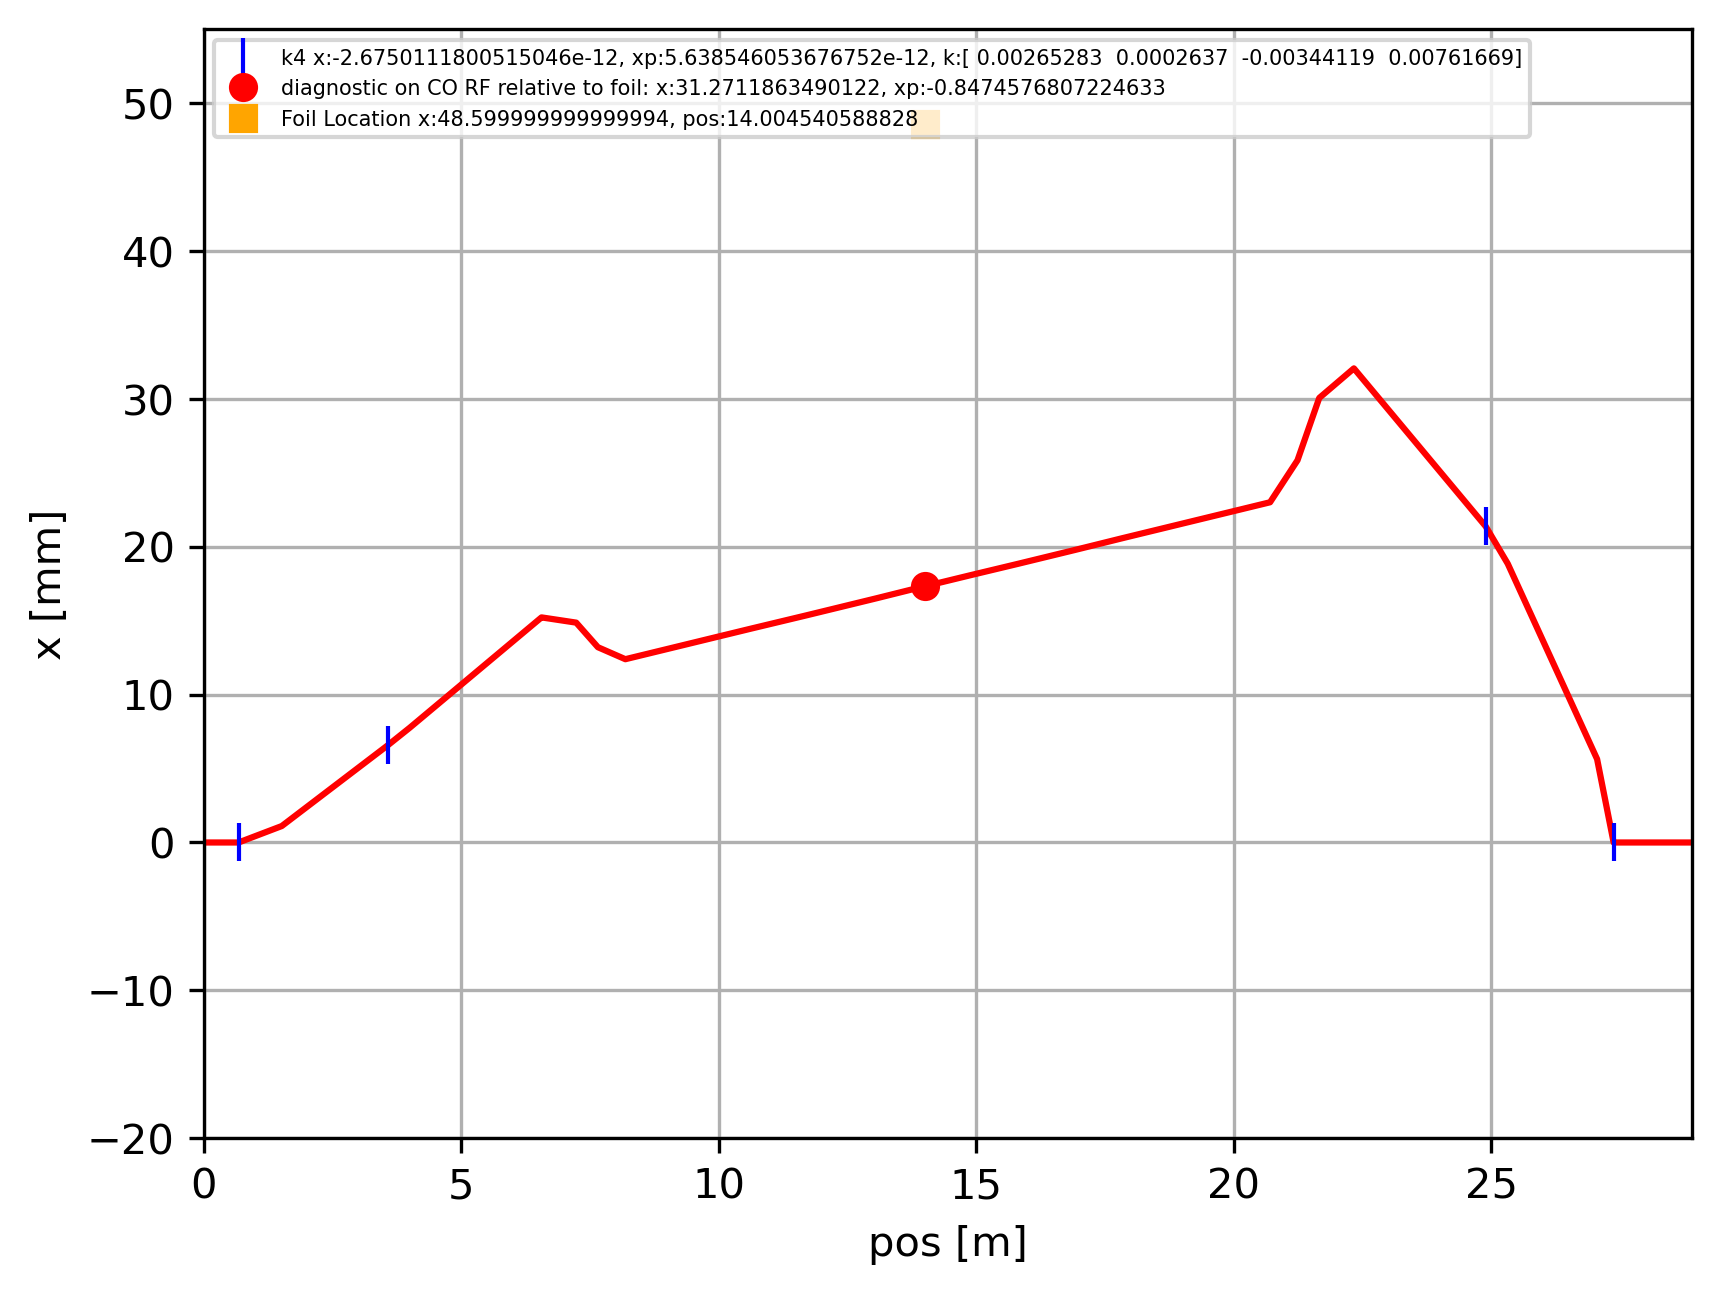 k4 x:-2.6750111800515046e-12, xp:5.638546053676752e-12, k:[ 0.00265283  0.0002637  -0.00344119  0.00761669]
diagnostic on CO RF relative to foil: x:31.2711863490122, xp:-0.8474576807224633
Foil Location x:48.599999999999994, pos:14.004540588828
50
40
30
20
10
0
−10
−20
x [mm]
0 5 10 15 20 25
pos [m]